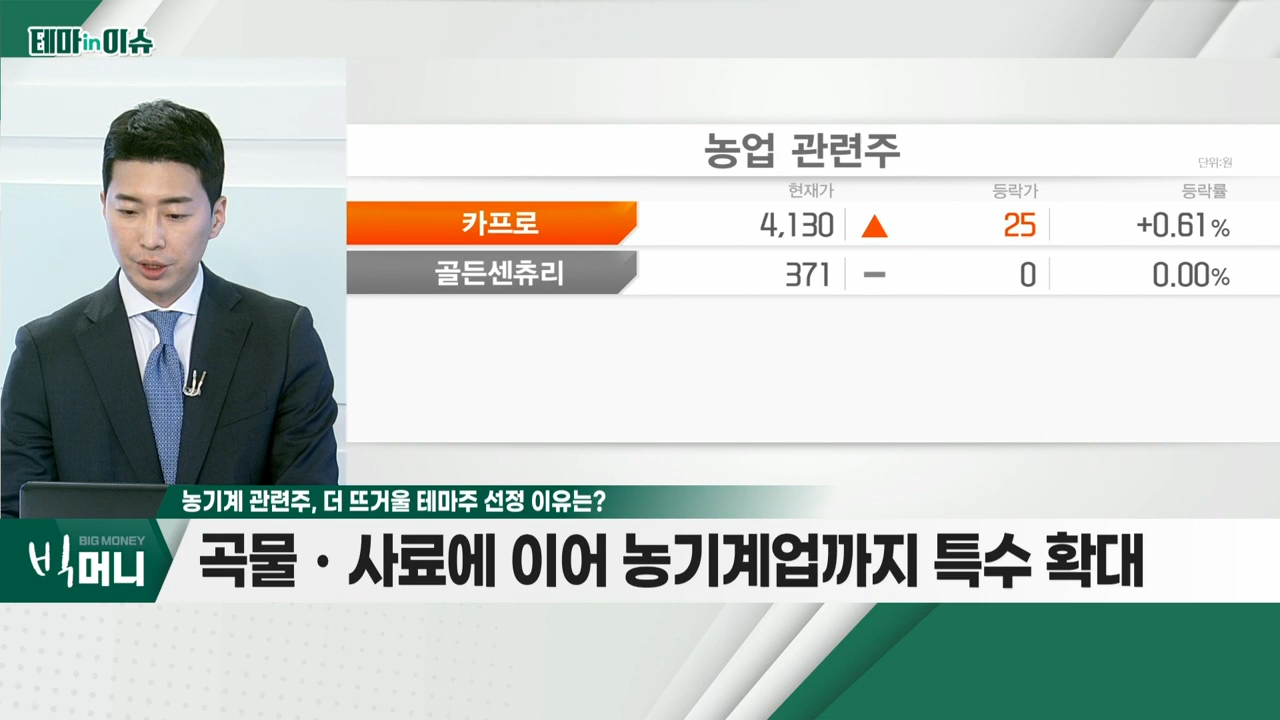 테마in이슈
농업 관련주
단위:원
현재가 등락가 등락률
카프로 4,130 ▲ 25 +0.61%
골든센츄리 371 - 0 0.00%
농기계 관련주, 더 뜨거울 테마주 선정 이유는?
BIG MONEY
빅머니
곡물·사료에 이어 농기계업까지 특수 확대